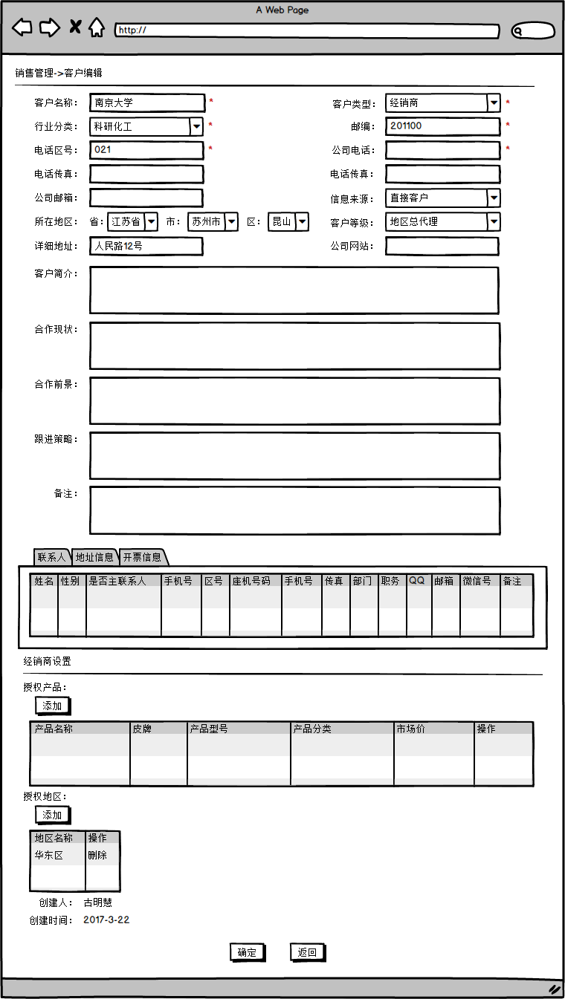 A Web Page
http://
销售管理->客户编辑
客户名称： 南京大学 * 客户类型： 经销商 *
行业分类： 科研化工 * 邮编： 201100 *
电话区号： 021 * 公司电话： *
电话传真： 电话传真：
公司邮箱： 信息来源： 直接客户
所在地区： 省： 江苏省 市： 苏州市 区： 昆山 客户等级： 地区总代理
详细地址： 人民路12号 公司网站：
客户简介：
合作现状：
合作前景：
跟进策略：
备注：
联系人 地址信息 开票信息
姓名 性别 是否主联系人 手机号 区号 座机号码 手机号 传真 部门 职务 QQ 邮箱 微信号 备注
经销商设置
授权产品：
添加
产品名称 皮牌 产品型号 产品分类 市场价 操作
授权地区：
添加
地区名称 操作
华东区 删除
创建人： 古明慧
创建时间： 2017-3-22
确定 返回